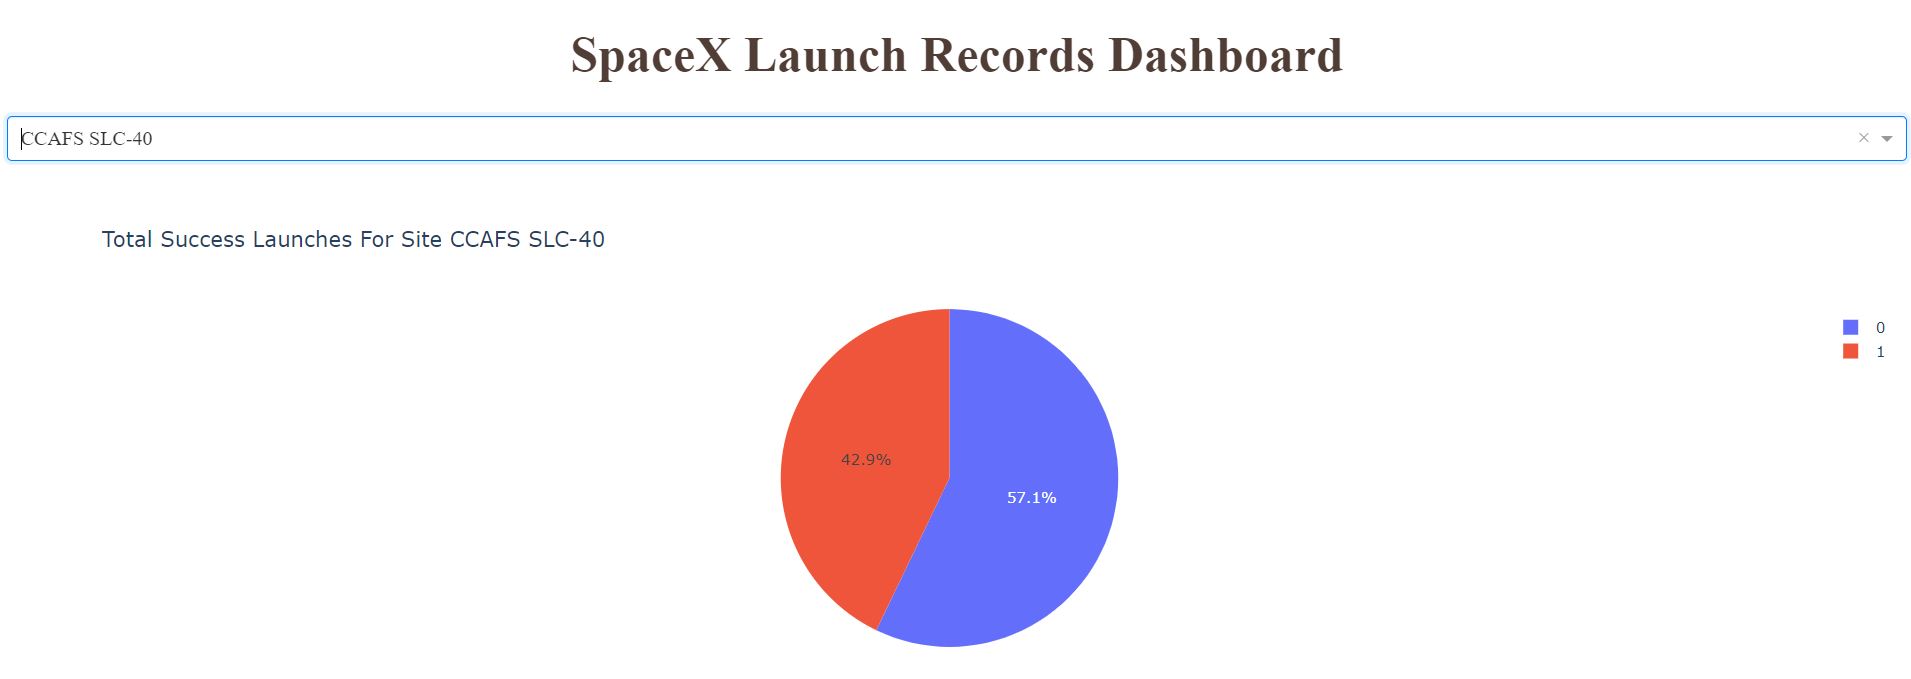 SpaceX Launch Records Dashboard
CCAFS SLC-40
×
Total Success Launches For Site CCAFS SLC-40
0
1
42.9%
57.1%